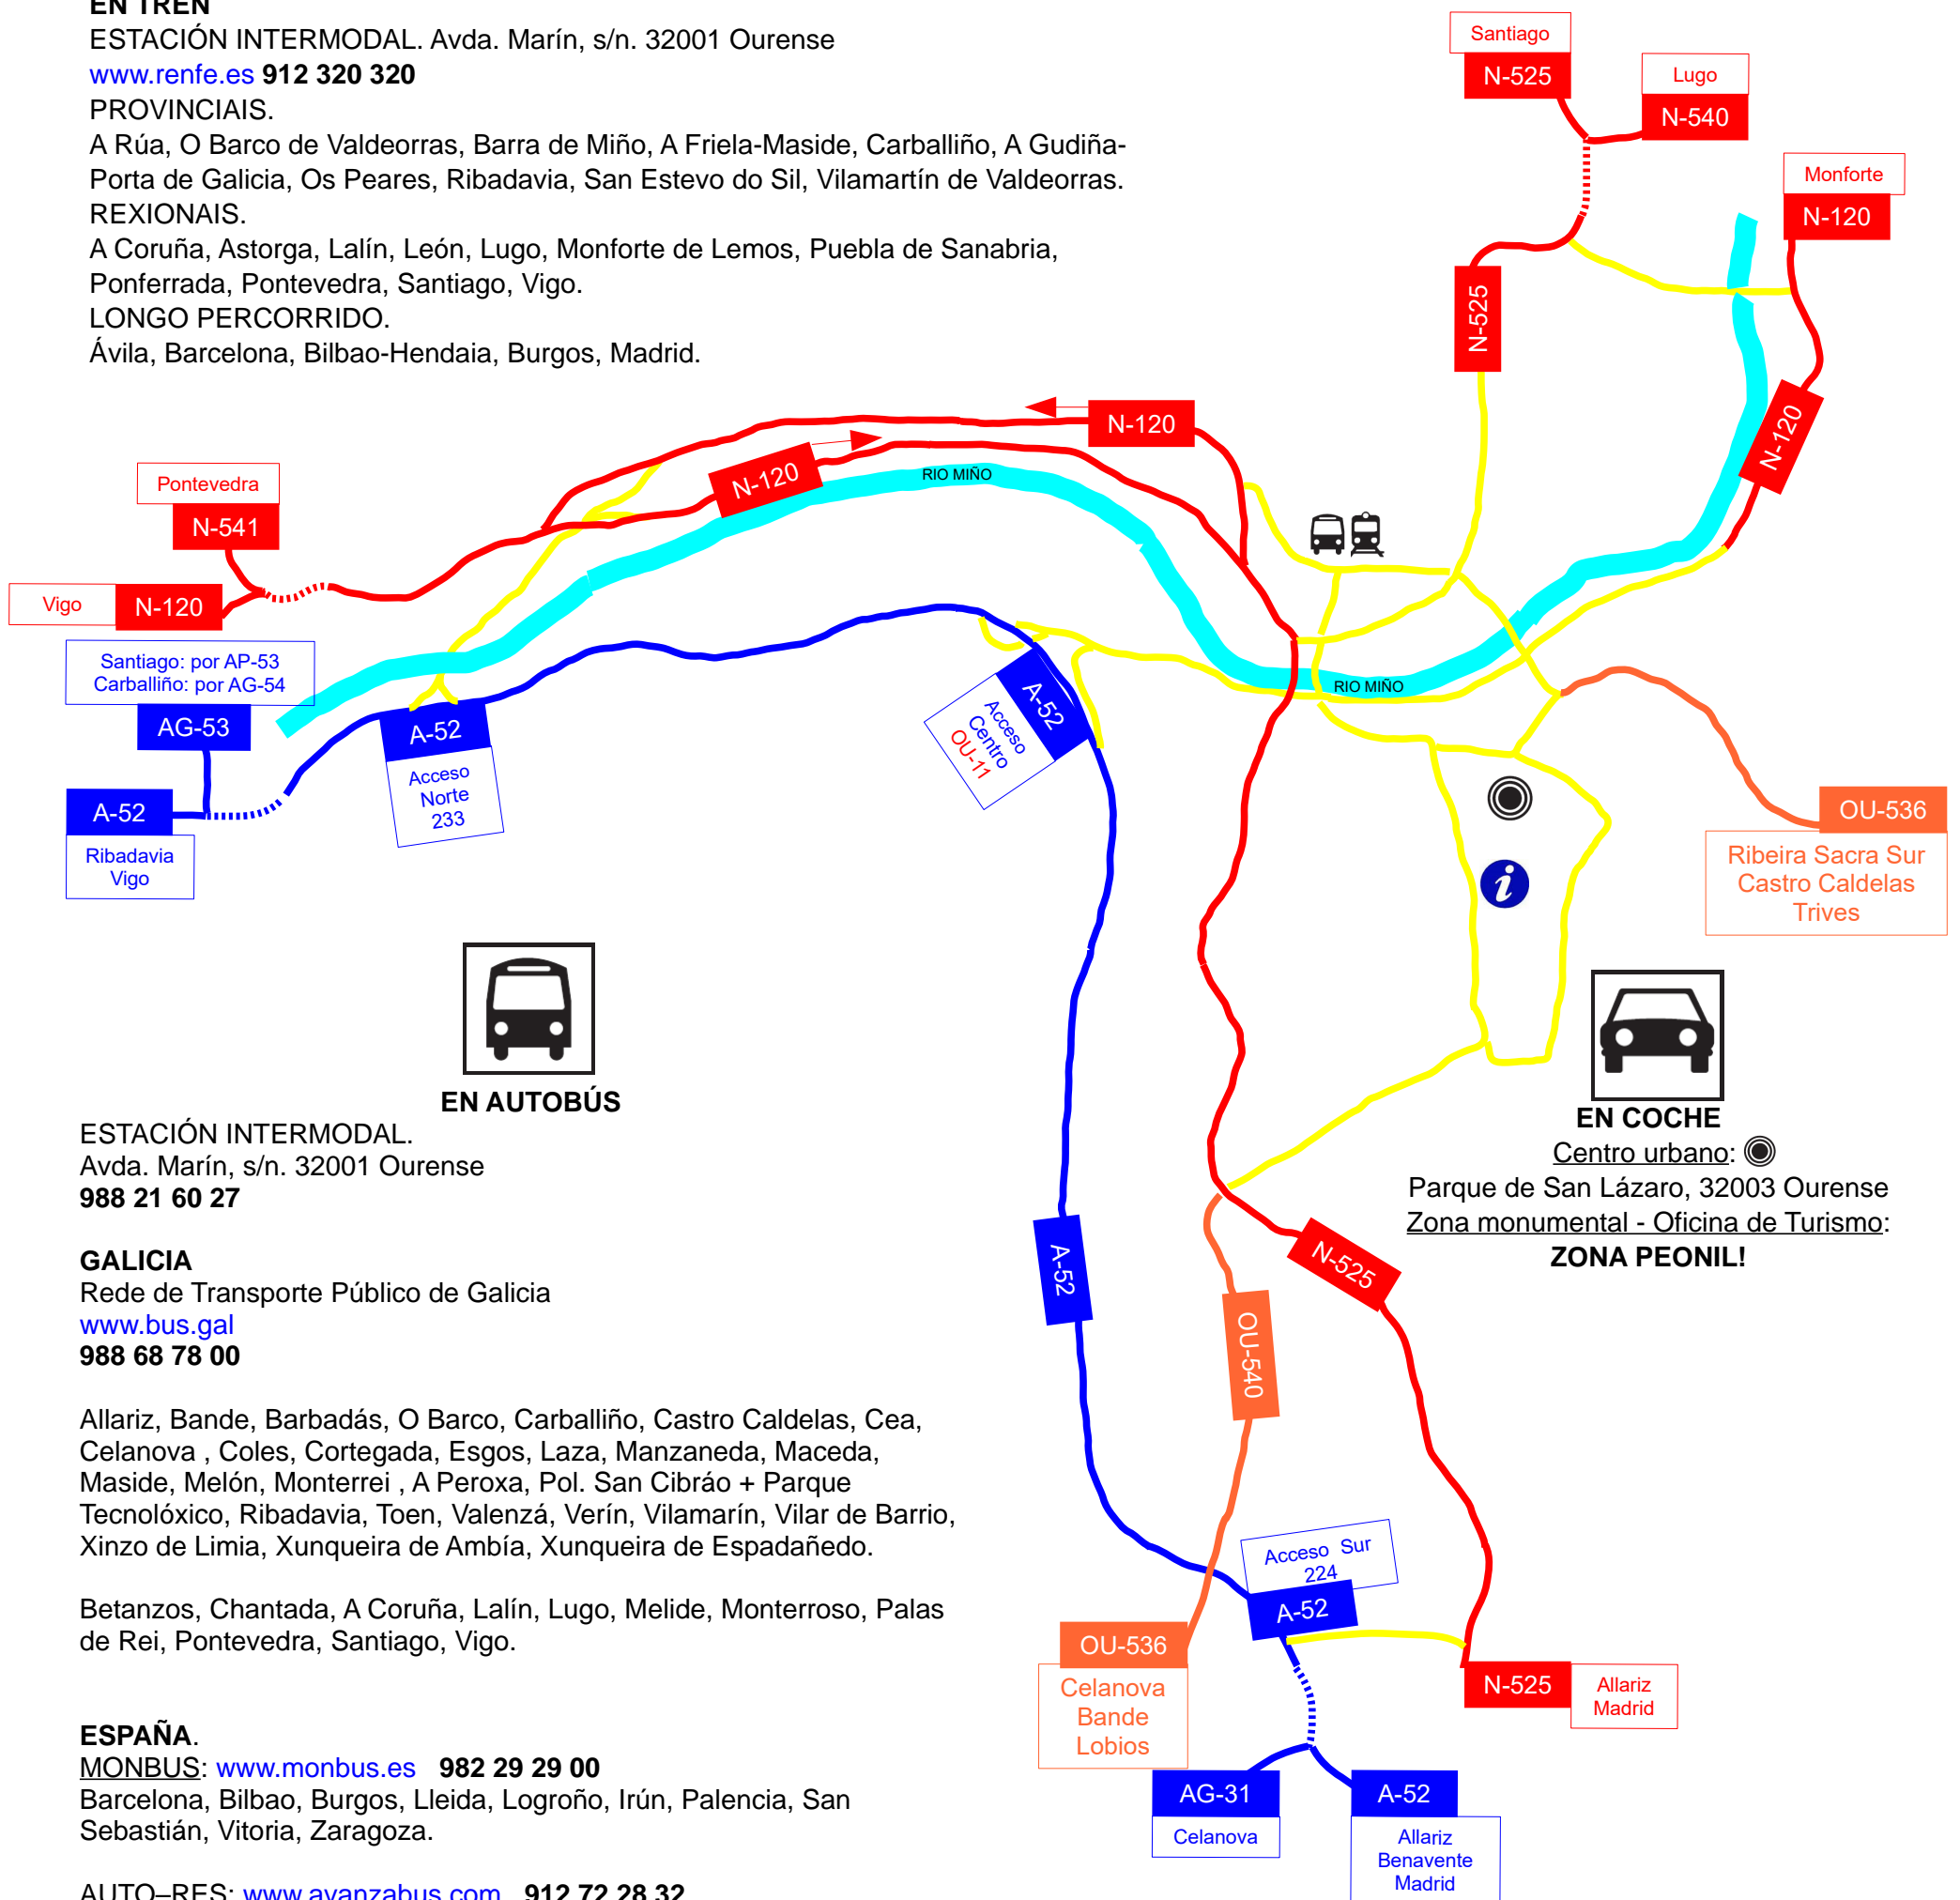 EN TREN
ESTACIÓN INTERMODAL. Avda. Marín, s/n. 32001 Ourense
www.renfe.es 912 320 320
PROVINCIAIS.
A Rúa, O Barco de Valdeorras, Barra de Miño, A Friela-Maside, Carballiño, A Gudiña-
Porta de Galicia, Os Peares, Ribadavia, San Estevo do Sil, Vilamartín de Valdeorras.
REXIONAIS.
A Coruña, Astorga, Lalín, León, Lugo, Monforte de Lemos, Puebla de Sanabria,
Ponferrada, Pontevedra, Santiago, Vigo.
LONGO PERCORRIDO.
Ávila, Barcelona, Bilbao-Hendaia, Burgos, Madrid.
Santiago
N-525
Lugo
N-540
Monforte
N-120
N-525
N-120
N-120
N-120
RIO MIÑO
Pontevedra
N-541
Vigo
N-120
Santiago: por AP-53
Carballiño: por AG-54
AG-53
A-52
Ribadavia
Vigo
A-52
Acceso
Norte
233
A-52
Acceso
Centro
OU-11
RIO MIÑO
OU-536
Ribeira Sacra Sur
Castro Caldelas
Trives
i
EN AUTOBÚS
ESTACIÓN INTERMODAL.
Avda. Marín, s/n. 32001 Ourense
988 21 60 27
GALICIA
Rede de Transporte Público de Galicia
www.bus.gal
988 68 78 00
Allariz, Bande, Barbadás, O Barco, Carballiño, Castro Caldelas, Cea,
Celanova , Coles, Cortegada, Esgos, Laza, Manzaneda, Maceda,
Maside, Melón, Monterrei , A Peroxa, Pol. San Cibráo + Parque
Tecnolóxico, Ribadavia, Toen, Valenzá, Verín, Vilamarín, Vilar de Barrio,
Xinzo de Limia, Xunqueira de Ambía, Xunqueira de Espadañedo.
Betanzos, Chantada, A Coruña, Lalín, Lugo, Melide, Monterroso, Palas
de Rei, Pontevedra, Santiago, Vigo.
ESPAÑA.
MONBUS: www.monbus.es 982 29 29 00
Barcelona, Bilbao, Burgos, Lleida, Logroño, Irún, Palencia, San
Sebastián, Vitoria, Zaragoza.
AUTO–RES: www.avanzabus.com 912 72 28 32
EN COCHE
Centro urbano:
Parque de San Lázaro, 32003 Ourense
Zona monumental - Oficina de Turismo:
ZONA PEONIL!
A-52
N-525
OU-540
Acceso Sur
224
A-52
OU-536
Celanova
Bande
Lobios
N-525
Allariz
Madrid
AG-31
Celanova
A-52
Allariz
Benavente
Madrid